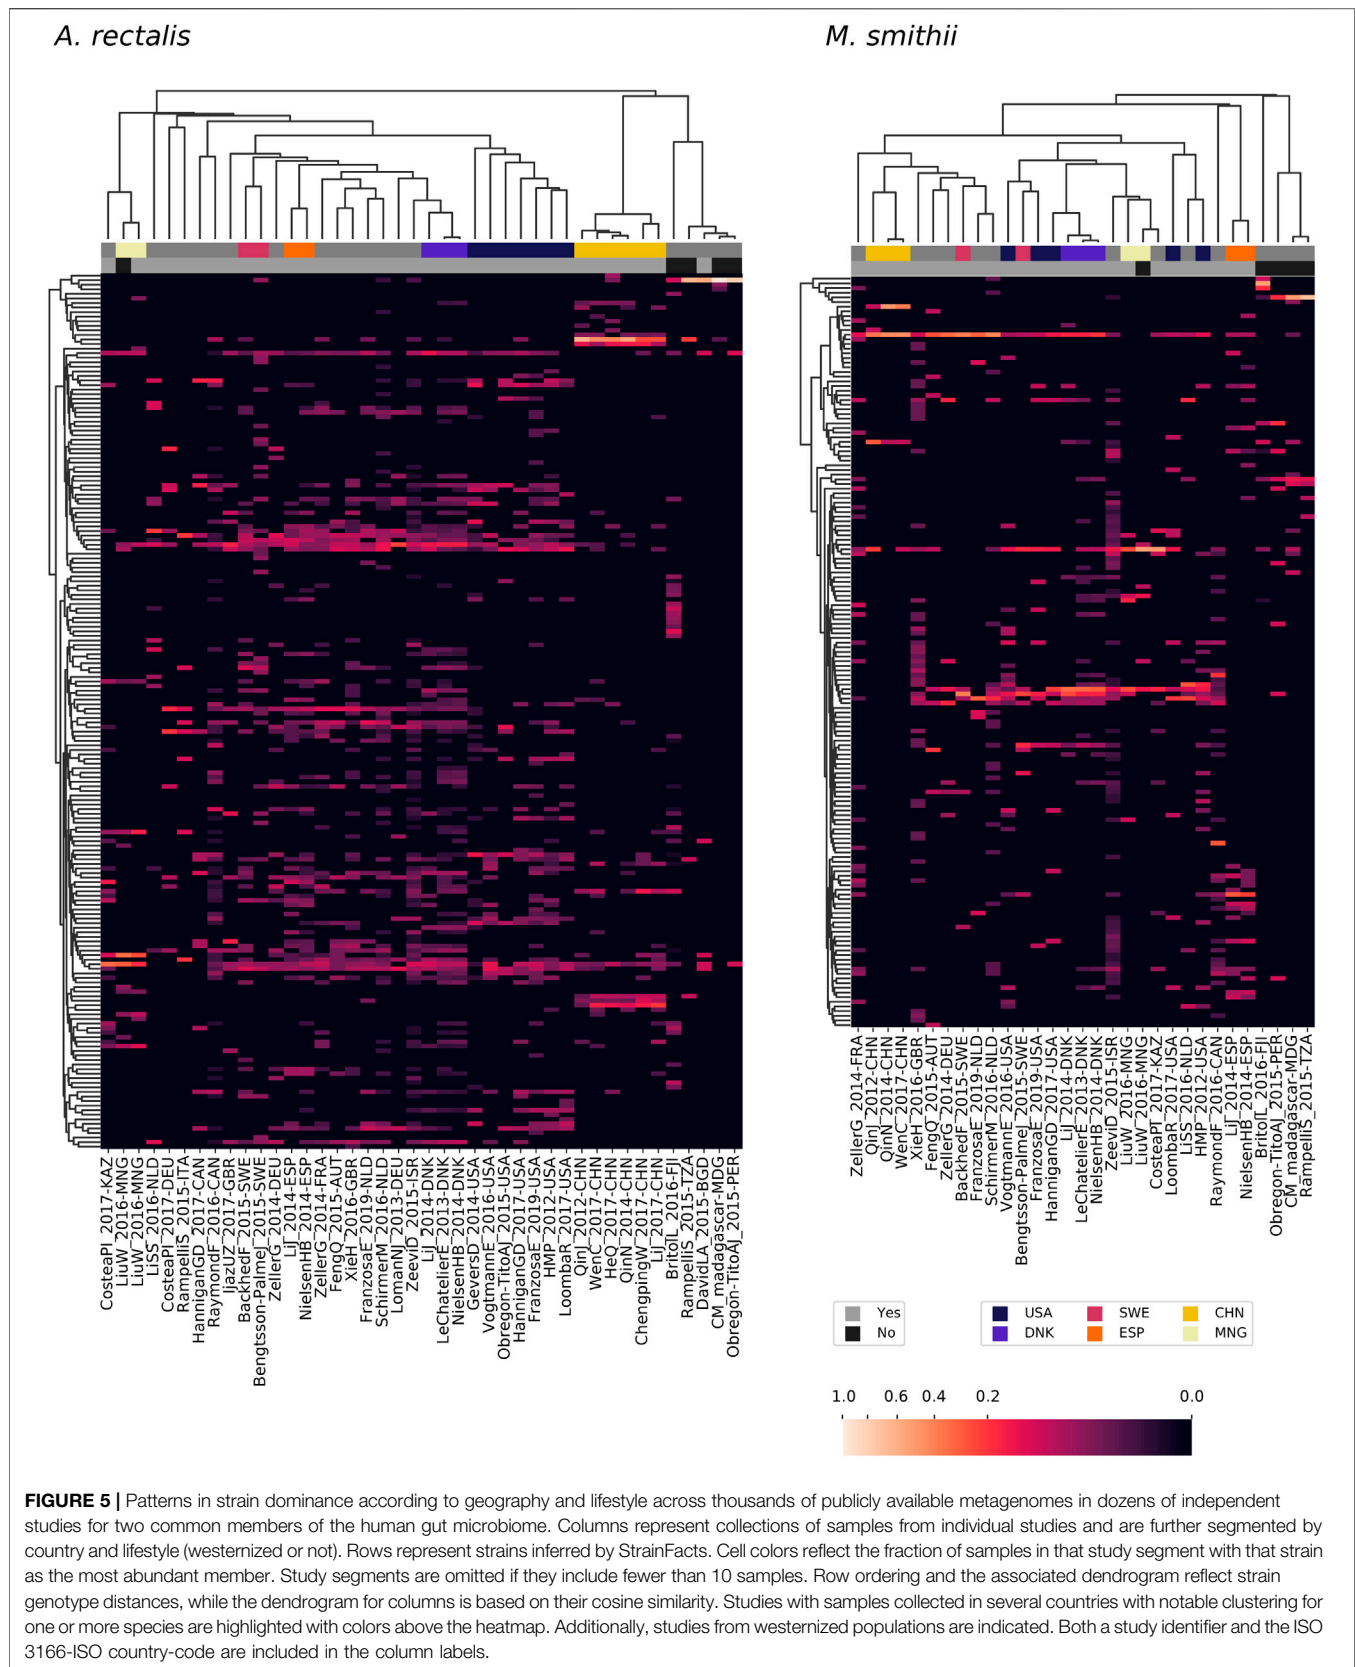 A. rectalis
M. smithii
CosteaPI_2017-KAZ
LiuW_2016-MNG
LiuW_2016-MNG
LiSS_2016-NLD
CosteaPI_2017-DEU
RampelliS_2015-ITA
HanniganGD_2017-CAN
RaymondF_2016-CAN
IjazUZ_2017-GBR
BackhedF_2015-SWE
Bengtsson-PalmeJ_2015-SWE
ZellerG_2014-DEU
LiJ_2014-ESP
NielsenHB_2014-ESP
ZellerG_2014-FRA
FengQ_2015-AUT
XieH_2016-GBR
FranzosaE_2019-NLD
SchirmerM_2016-NLD
LomanNJ_2013-DEU
ZeeviD_2015-ISR
LiJ_2014-DNK
LeChatelierE_2013-DNK
NielsenHB_2014-DNK
GeversD_2014-USA
VogtmannE_2016-USA
Obregon-TitoAJ_2015-USA
HanniganGD_2017-USA
FranzosaE_2019-USA
HMP_2012-USA
LoombaR_2017-USA
QinJ_2012-CHN
WenC_2017-CHN
HeQ_2017-CHN
QinN_2014-CHN
ChengpingW_2017-CHN
LiJ_2017-CHN
BritoIL_2016-FJI
RampelliS_2015-TZA
DavidLA_2015-BGD
CM_madagascar-MDG
Obregon-TitoAJ_2015-PER
ZellerG_2014-FRA
QinJ_2012-CHN
QinN_2014-CHN
WenC_2017-CHN
XieH_2016-GBR
FengQ_2015-AUT
ZellerG_2014-DEU
BackhedF_2015-SWE
FranzosaE_2019-NLD
SchirmerM_2016-NLD
VogtmannE_2016-USA
Bengtsson-PalmeJ_2015-SWE
FranzosaE_2019-USA
HanniganGD_2017-USA
LiJ_2014-DNK
LeChatelierE_2013-DNK
NielsenHB_2014-DNK
ZeeviD_2015-ISR
LiuW_2016-MNG
LiuW_2016-MNG
CosteaPI_2017-KAZ
LoombaR_2017-USA
LiSS_2016-NLD
HMP_2012-USA
RaymondF_2016-CAN
LiJ_2014-ESP
NielsenHB_2014-ESP
BritoIL_2016-FJI
Obregon-TitoAJ_2015-PER
CM_madagascar-MDG
RampelliS_2015-TZA
Yes
No
USA SWE CHN
DNK ESP MNG
1.0 0.6 0.4 0.2 0.0
FIGURE 5 | Patterns in strain dominance according to geography and lifestyle across thousands of publicly available metagenomes in dozens of independent
studies for two common members of the human gut microbiome. Columns represent collections of samples from individual studies and are further segmented by
country and lifestyle (westernized or not). Rows represent strains inferred by StrainFacts. Cell colors reflect the fraction of samples in that study segment with that strain
as the most abundant member. Study segments are omitted if they include fewer than 10 samples. Row ordering and the associated dendrogram reflect strain
genotype distances, while the dendrogram for columns is based on their cosine similarity. Studies with samples collected in several countries with notable clustering for
one or more species are highlighted with colors above the heatmap. Additionally, studies from westernized populations are indicated. Both a study identifier and the ISO
3166-ISO country-code are included in the column labels.